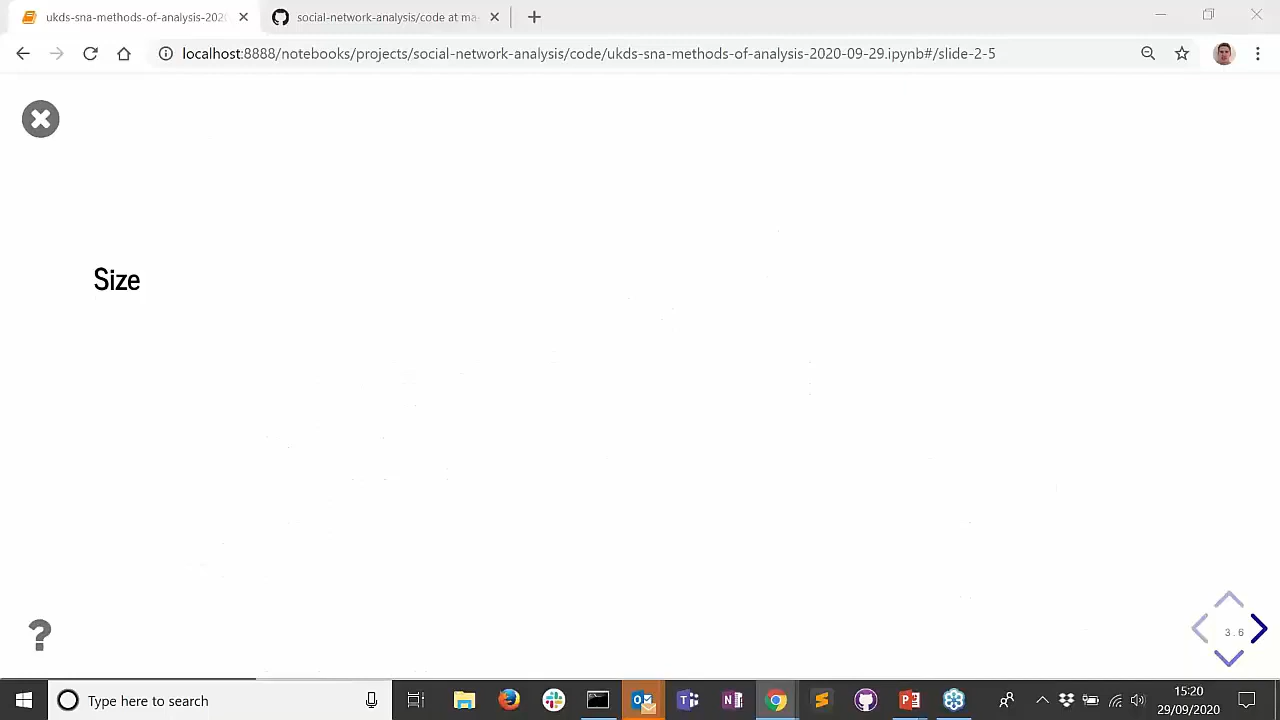 ukds-sna-methods-of-analysis-202
social-network-analysis/code at ma
localhost:8888/notebooks/projects/social-network-analysis/code/ukds-sna-methods-of-analysis-2020-09-29.ipynb#/slide-2-5
Size
3.6
Type here to search
15:20
29/09/2020